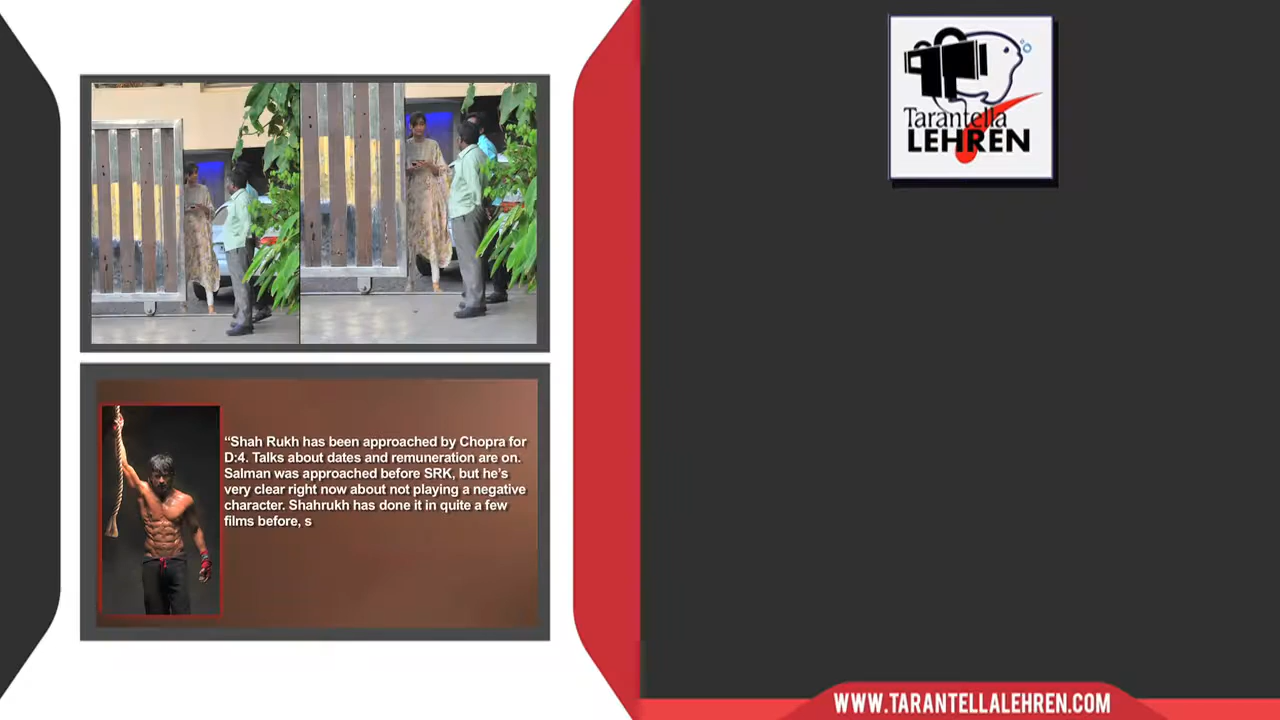 Tarantella
LEHREN
“Shah Rukh has been approached by Chopra for
D:4. Talks about dates and remuneration are on.
Salman was approached before SRK, but he’s
very clear right now about not playing a negative
character. Shahrukh has done it in quite a few
films before, s
WWW.TARANTELLALEHREN.COM